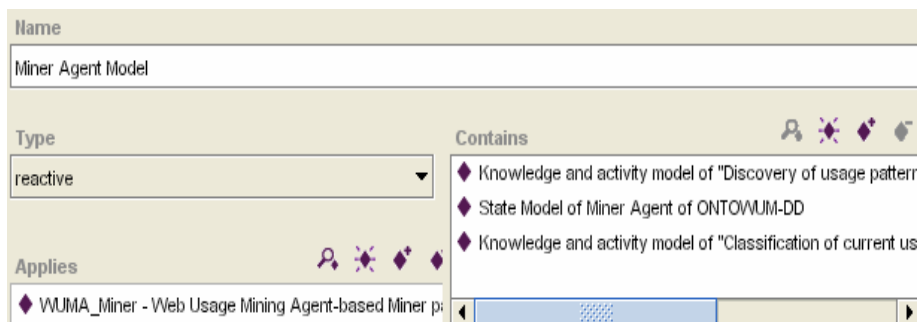 Name
Miner Agent Model
Type
reactive
Contains
Knowledge and activity model of "Discovery of usage pattern
State Model of Miner Agent of ONTOWUM-DD
Knowledge and activity model of "Classification of current us
Applies
WUMA_Miner - Web Usage Mining Agent-based Miner pa